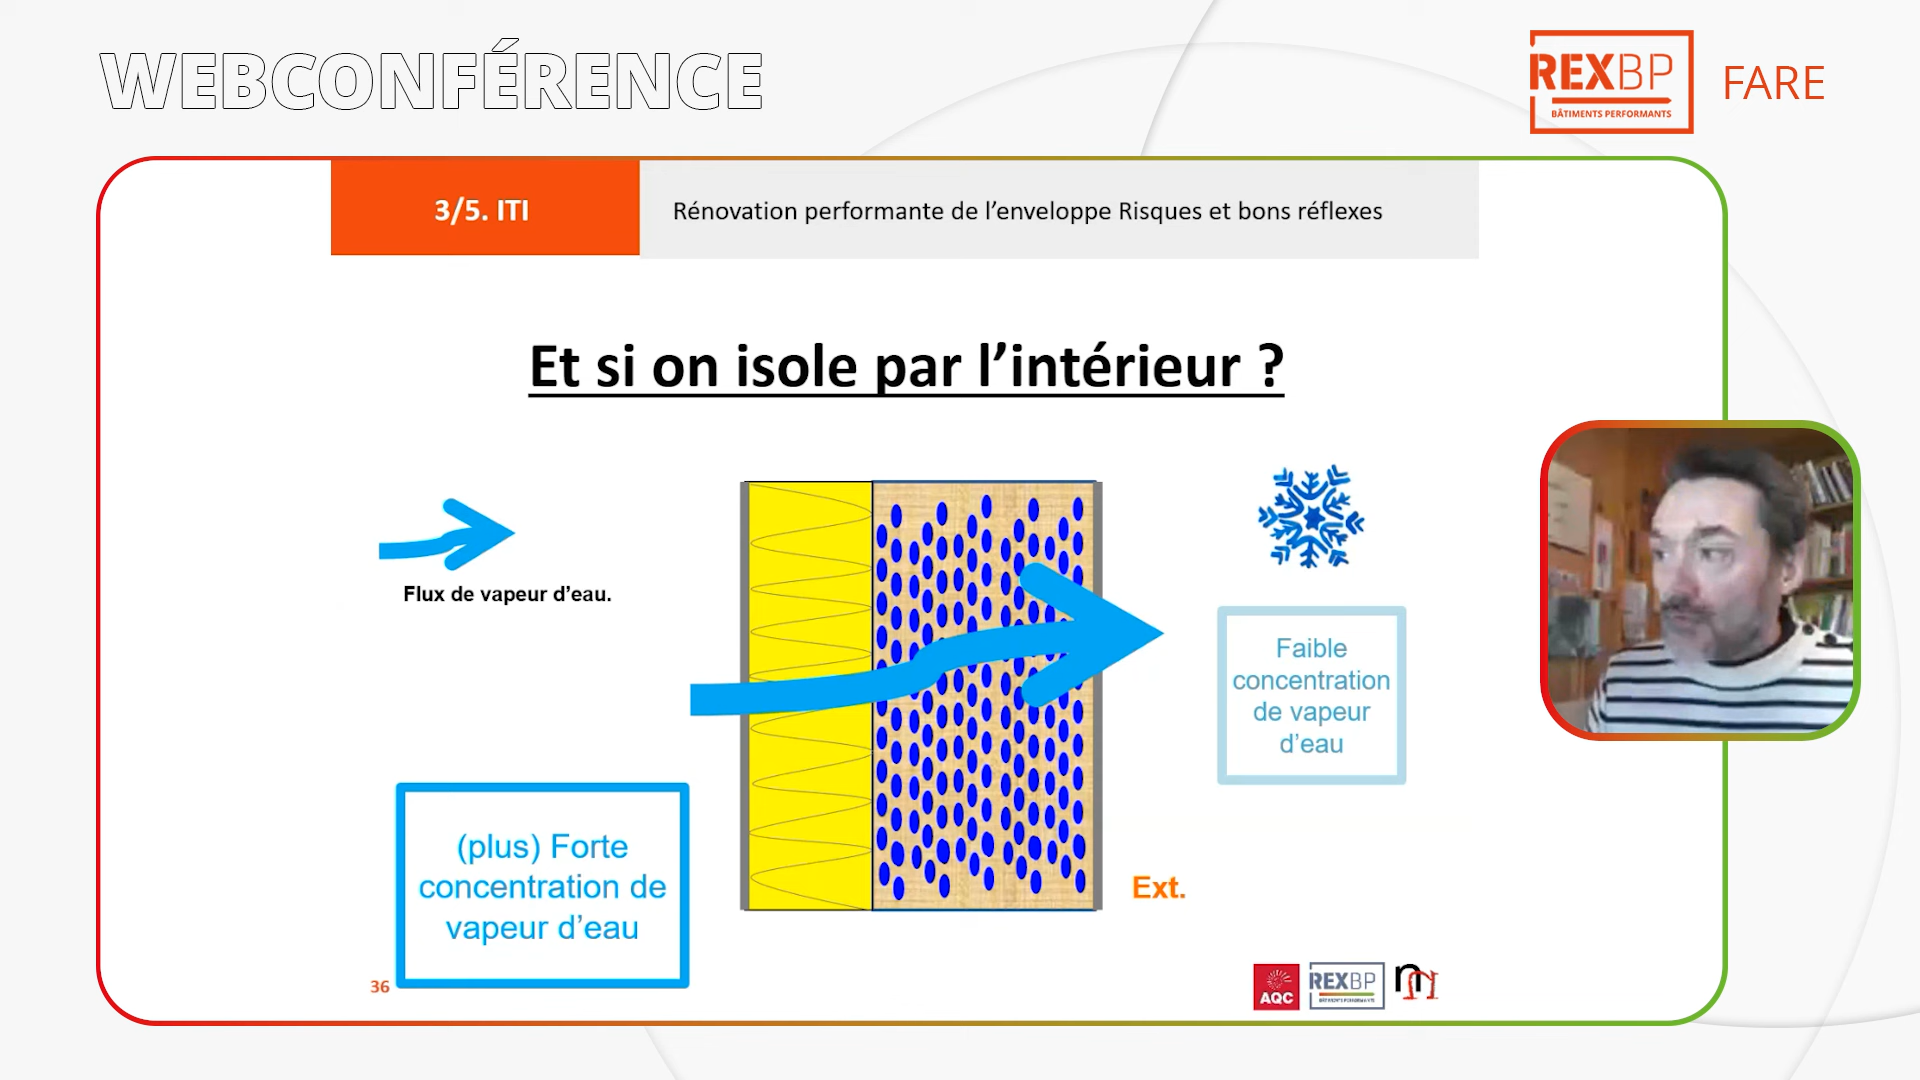 WEBCONFÉRENCE
REXBP
BÂTIMENTS PERFORMANTS
FARE
3/5. ITI
Rénovation performante de l’enveloppe Risques et bons réflexes
Et si on isole par l’intérieur ?
Flux de vapeur d’eau.
Faible
concentration
de vapeur
d’eau
(plus) Forte
concentration de
vapeur d’eau
Ext.
36
AQC
REXBP
BÂTIMENTS PERFORMANTS